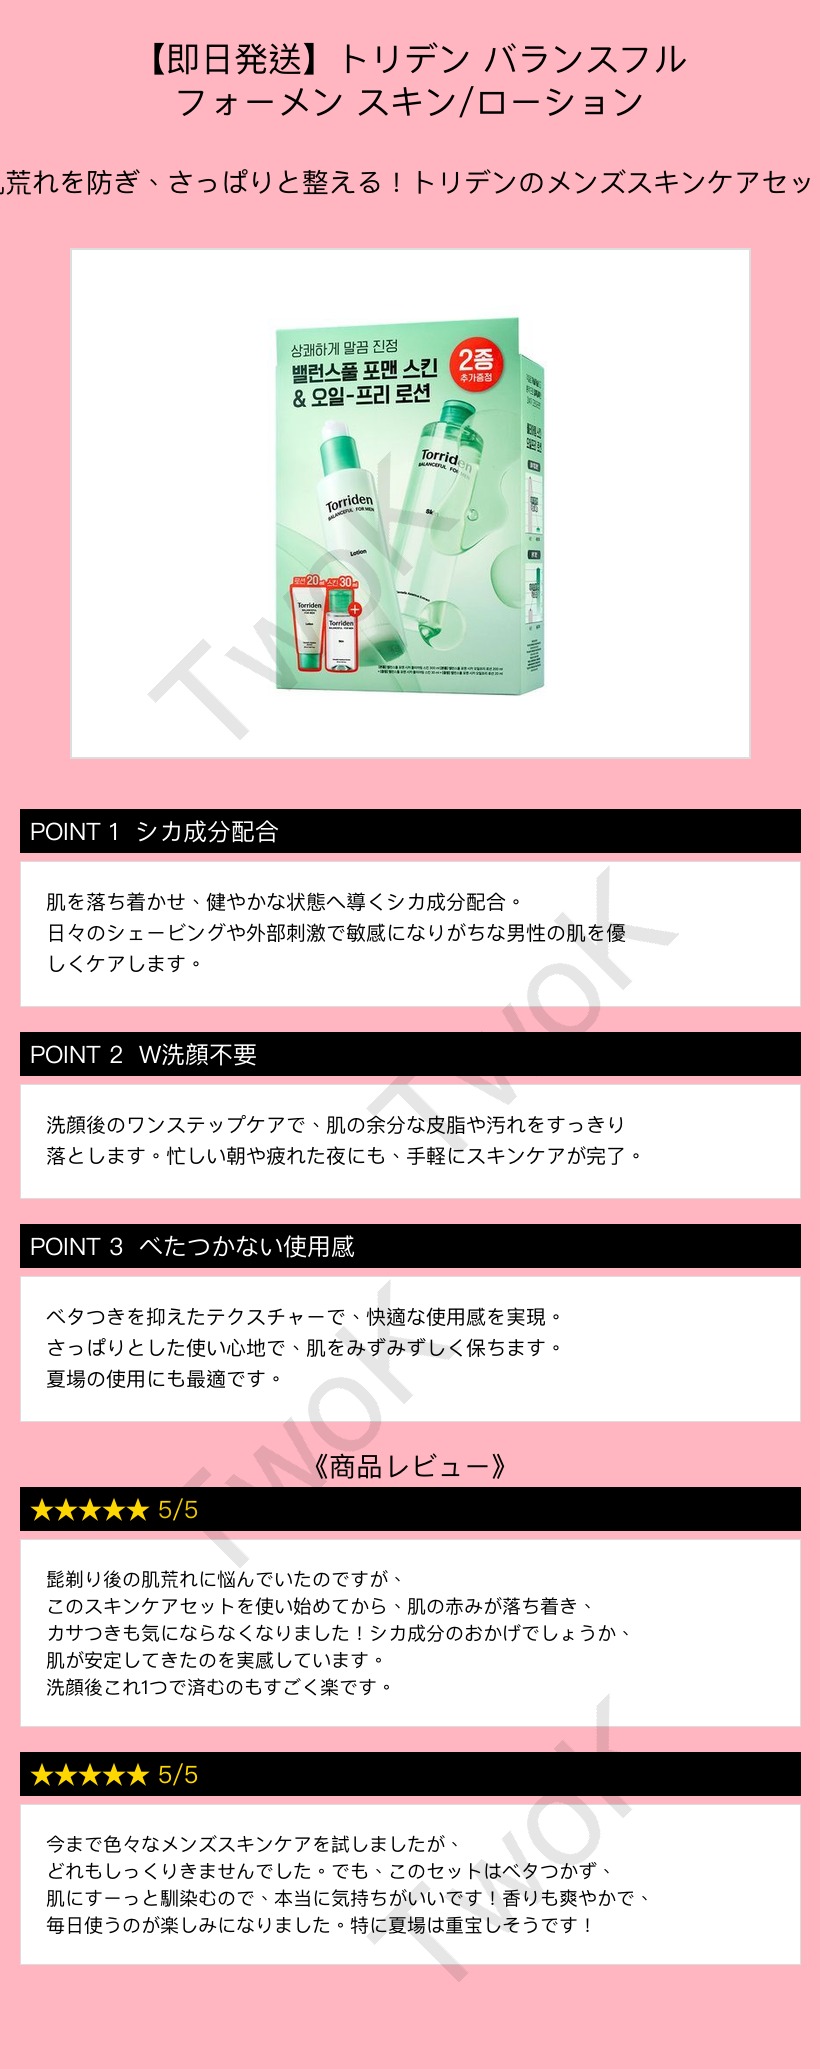 【即日発送】トリデン バランスフル
フォーメン スキン/ローション
荒れを防ぎ、さっぱりと整える！トリデンのメンズスキンケアセッ
상쾌하게 말끔 진정
밸런스풀 포맨 스킨
& 오일-프리 로션
2종
추가증정
Torriden
BALANCEFUL FOR MEN
Skin
Torriden
BALANCEFUL FOR MEN
Lotion
로션 20ml 스킨 30ml
Torriden
Torriden
TwoK
POINT 1 シカ成分配合
肌を落ち着かせ、健やかな状態へ導くシカ成分配合。
日々のシェービングや外部刺激で敏感になりがちな男性の肌を優
しくケアします。
TwoK
POINT 2 W洗顔不要
洗顔後のワンステップケアで、肌の余分な皮脂や汚れをすっきり
落とします。忙しい朝や疲れた夜にも、手軽にスキンケアが完了。
POINT 3 べたつかない使用感
ベタつきを抑えたテクスチャーで、快適な使用感を実現。
さっぱりとした使い心地で、肌をみずみずしく保ちます。
夏場の使用にも最適です。
TwoK
《商品レビュー》
★★★★★ 5/5
髭剃り後の肌荒れに悩んでいたのですが、
このスキンケアセットを使い始めてから、肌の赤みが落ち着き、
カサつきも気にならなくなりました！シカ成分のおかげでしょうか、
肌が安定してきたのを実感しています。
洗顔後これ1つで済むのもすごく楽です。
★★★★★ 5/5
今まで色々なメンズスキンケアを試しましたが、
どれもしっくりきませんでした。でも、このセットはベタつかず、
肌にすーっと馴染むので、本当に気持ちがいいです！香りも爽やかで、
毎日使うのが楽しみになりました。特に夏場は重宝しそうです！
TwoK